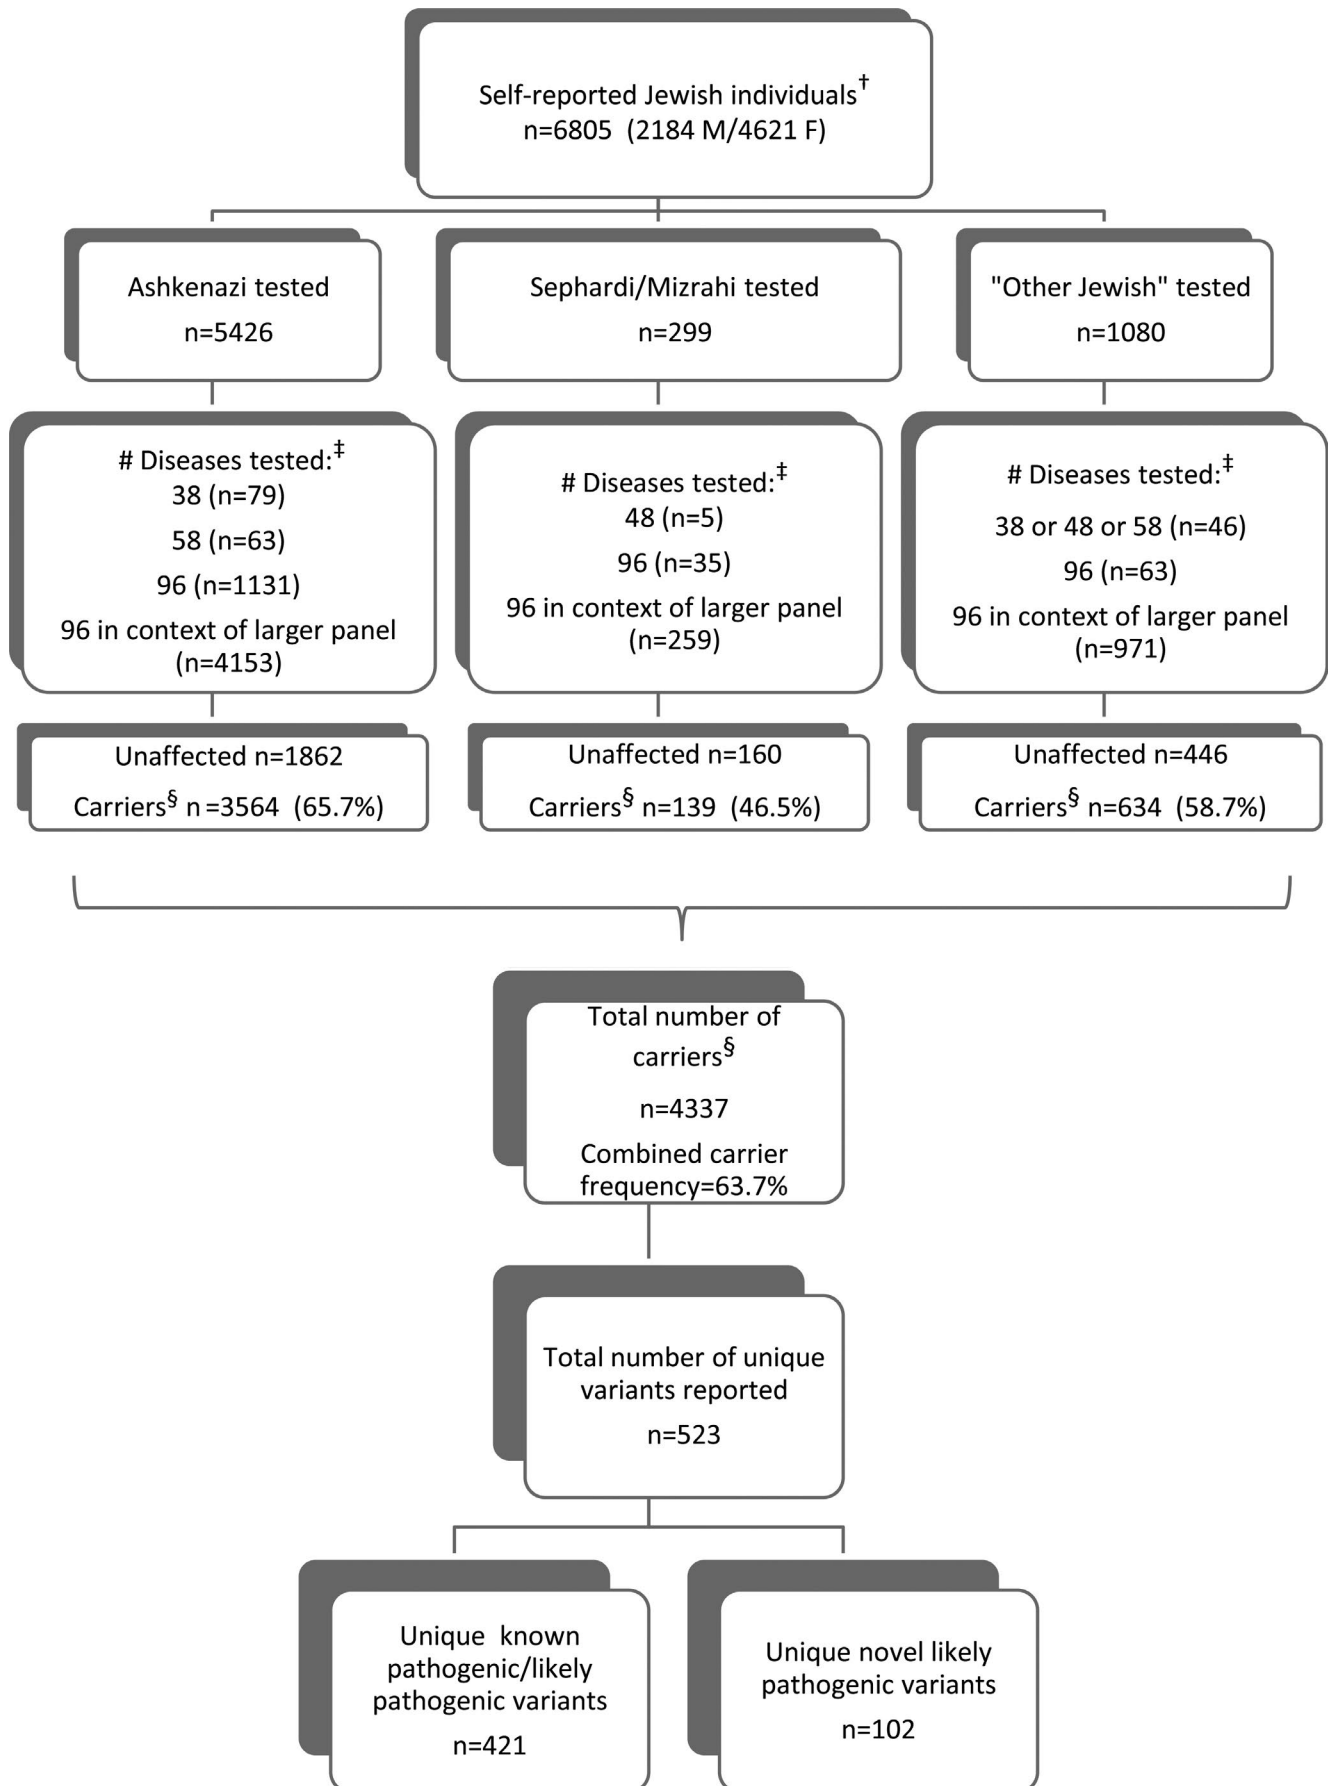 Self-reported Jewish individuals†
n=6805 (2184 M/4621 F)
Ashkenazi tested
n=5426
Sephardi/Mizrahi tested
n=299
"Other Jewish" tested
n=1080
# Diseases tested:‡
38 (n=79)
58 (n=63)
96 (n=1131)
96 in context of larger panel
(n=4153)
# Diseases tested:‡
48 (n=5)
96 (n=35)
96 in context of larger panel
(n=259)
# Diseases tested:‡
38 or 48 or 58 (n=46)
96 (n=63)
96 in context of larger panel
(n=971)
Unaffected n=1862
Carriers§ n =3564 (65.7%)
Unaffected n=160
Carriers§ n=139 (46.5%)
Unaffected n=446
Carriers§ n=634 (58.7%)
Total number of
carriers§
n=4337
Combined carrier
frequency=63.7%
Total number of unique
variants reported
n=523
Unique known
pathogenic/likely
pathogenic variants
n=421
Unique novel likely
pathogenic variants
n=102